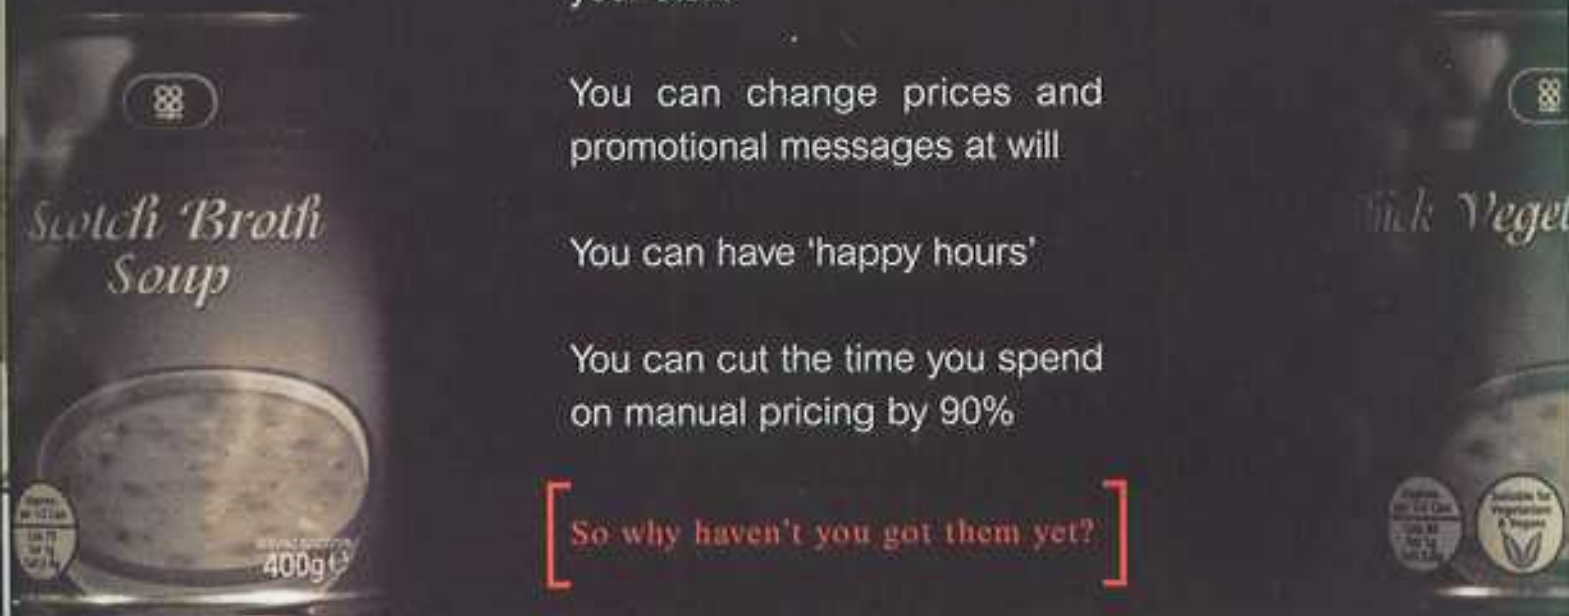 You can change prices and
promotional messages at will
You can have 'happy hours'
You can cut the time you spend
on manual pricing by 90%
So why haven't you got them yet?
Scotch Broth
Soup
400g e